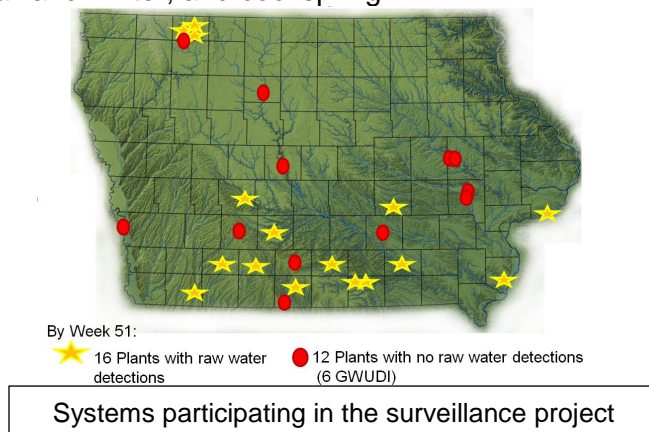 By Week 51:
16 Plants with raw water
detections
12 Plants with no raw water detections
(6 GWUDI)
Systems participating in the surveillance project